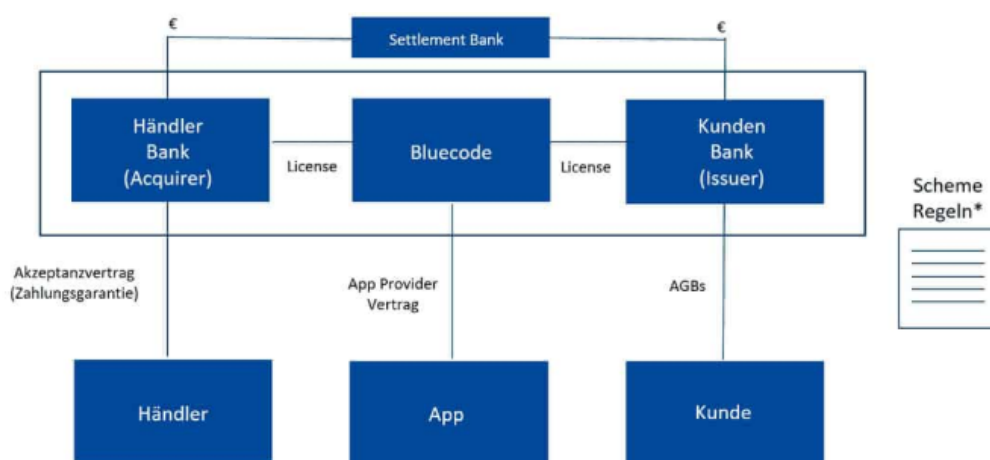 €
€
Settlement Bank
Händler
Bank
(Acquirer)
License
Bluecode
License
Kunden
Bank
(Issuer)
Scheme
Regeln*
Akzeptanzvertrag
(Zahlungsgarantie)
App Provider
Vertrag
AGBs
Händler
App
Kunde